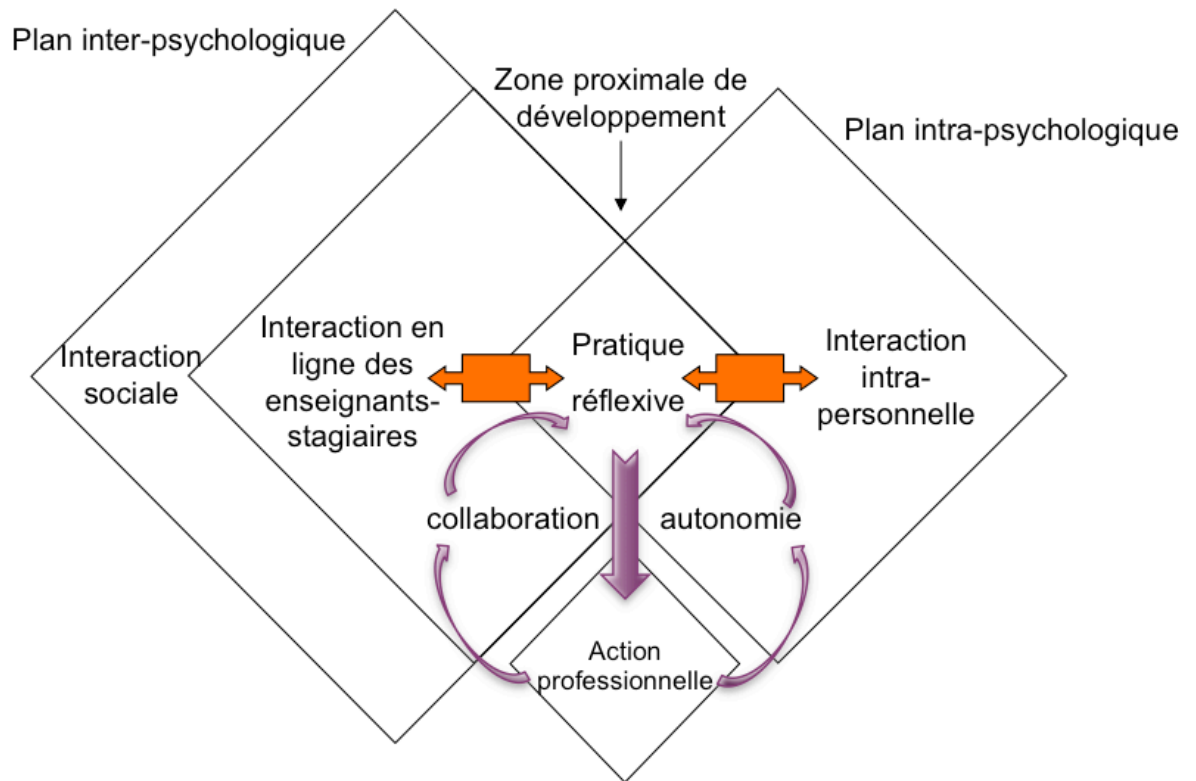 Plan inter-psychologique
Zone proximale de
développement
Plan intra-psychologique
Interaction
sociale
Interaction en
ligne des
enseignants-
stagiaires
Pratique
réflexive
Interaction
intra-
personnelle
collaboration
autonomie
Action
professionnelle